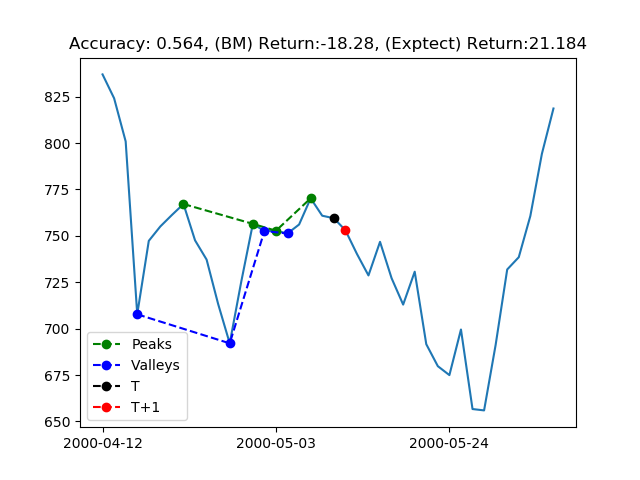 Accuracy: 0.564, (BM) Return:-18.28, (Exptect) Return:21.184
825
800
775
750
725
700
675
650
Peaks
Valleys
T
T+1
2000-04-12
2000-05-03
2000-05-24